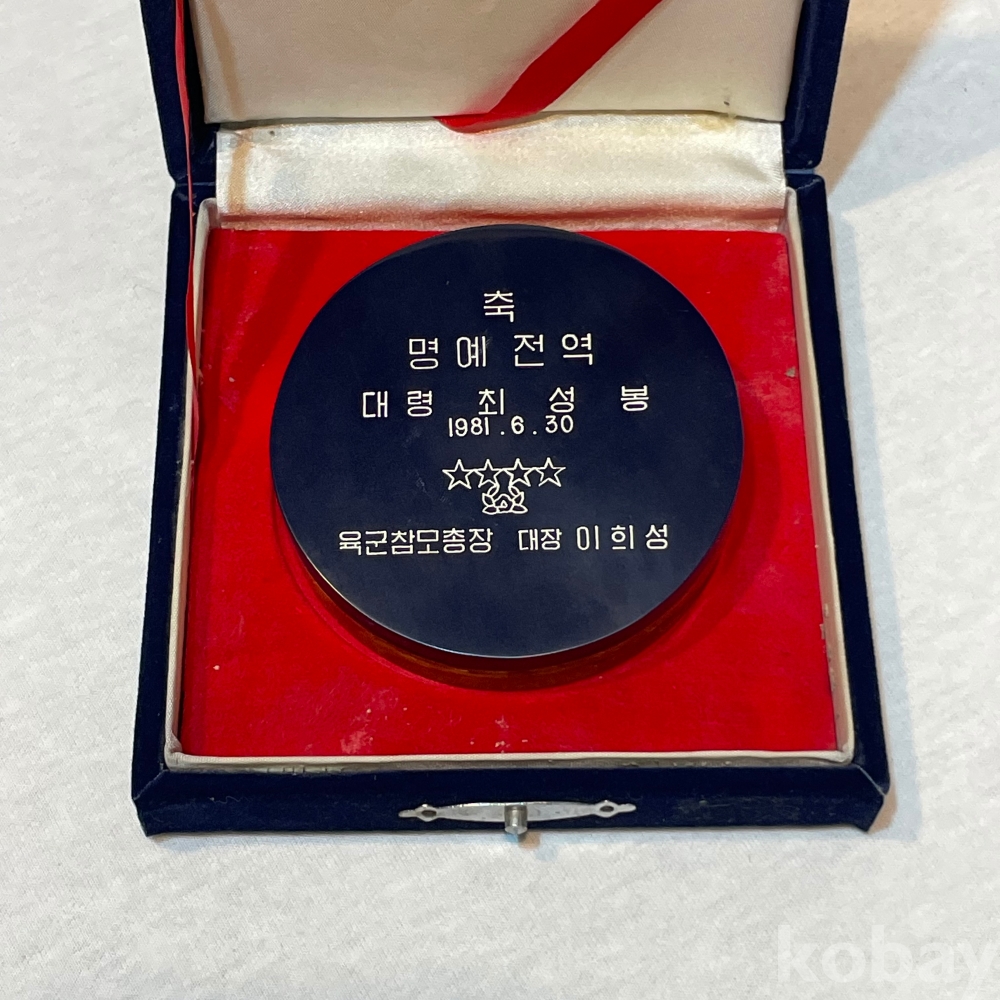 축
명예 전역
대령 최성봉
1981.6.30
육군참모총장 대장 이희성
kobay